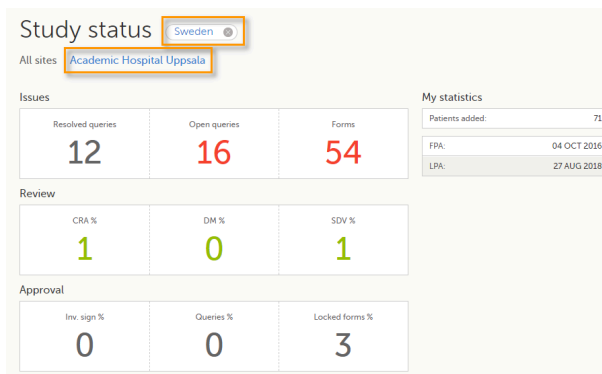 Study status Sweden
All sites Academic Hospital Uppsala
Issues
Resolved queries Open queries Forms
12 16 54
My statistics
Patients added: 71
FPA: 04 OCT 2016
LPA: 27 AUG 2018
Review
CRA % DM % SDV %
1 0 1
Approval
Inv. sign % Queries % Locked forms %
0 0 3